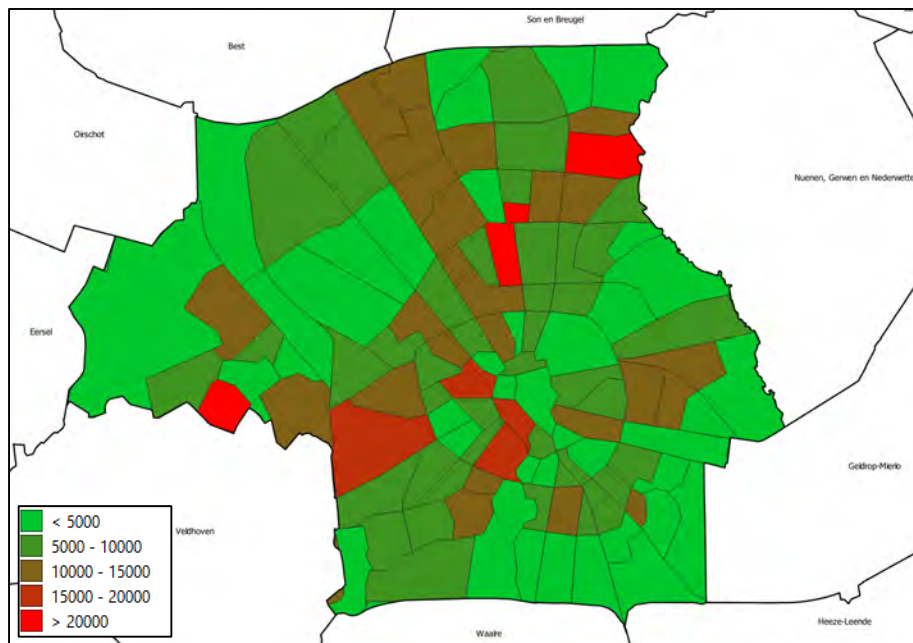 Son en Breugel
Best
Oirschot
Nuenen, Gerwen en Nederwette
Eersel
Geldrop-Mierlo
Veldhoven
< 5000
5000 - 10000
10000 - 15000
15000 - 20000
> 20000
Heeze-Leende
Waalre